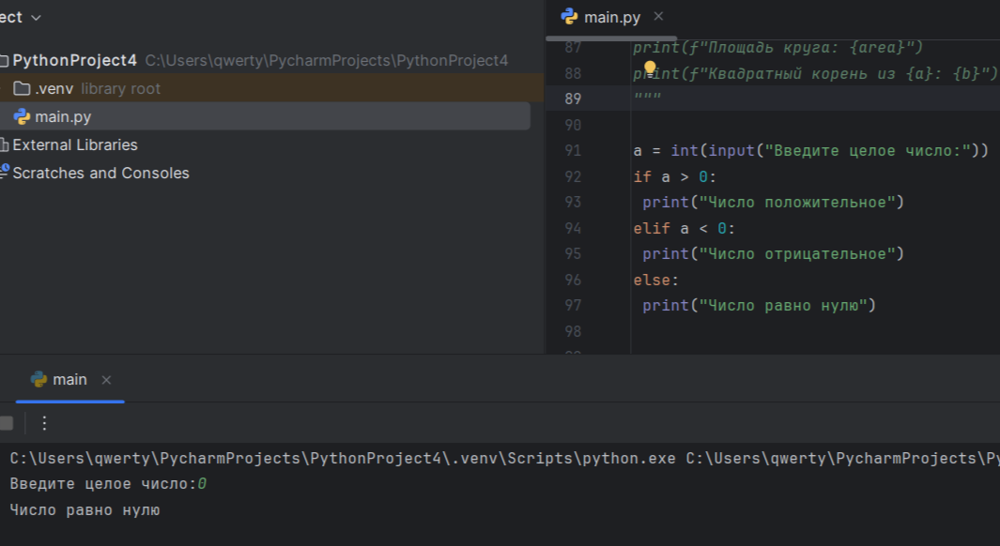 ect
main.py
PythonProject4 C:\Users\qwerty\PycharmProjects\PythonProject4
.venv library root
main.py
External Libraries
Scratches and Consoles
87 print(f"Площадь круга: {area}")
88 print(f"Квадратный корень из {a}: {b}")
89 """
90
91 a = int(input("Введите целое число:"))
92 if a > 0:
93 print("Число положительное")
94 elif a < 0:
95 print("Число отрицательное")
96 else:
97 print("Число равно нулю")
98
main
C:\Users\qwerty\PycharmProjects\PythonProject4\.venv\Scripts\python.exe C:\Users\qwerty\PycharmProjects\Py
Введите целое число:0
Число равно нулю